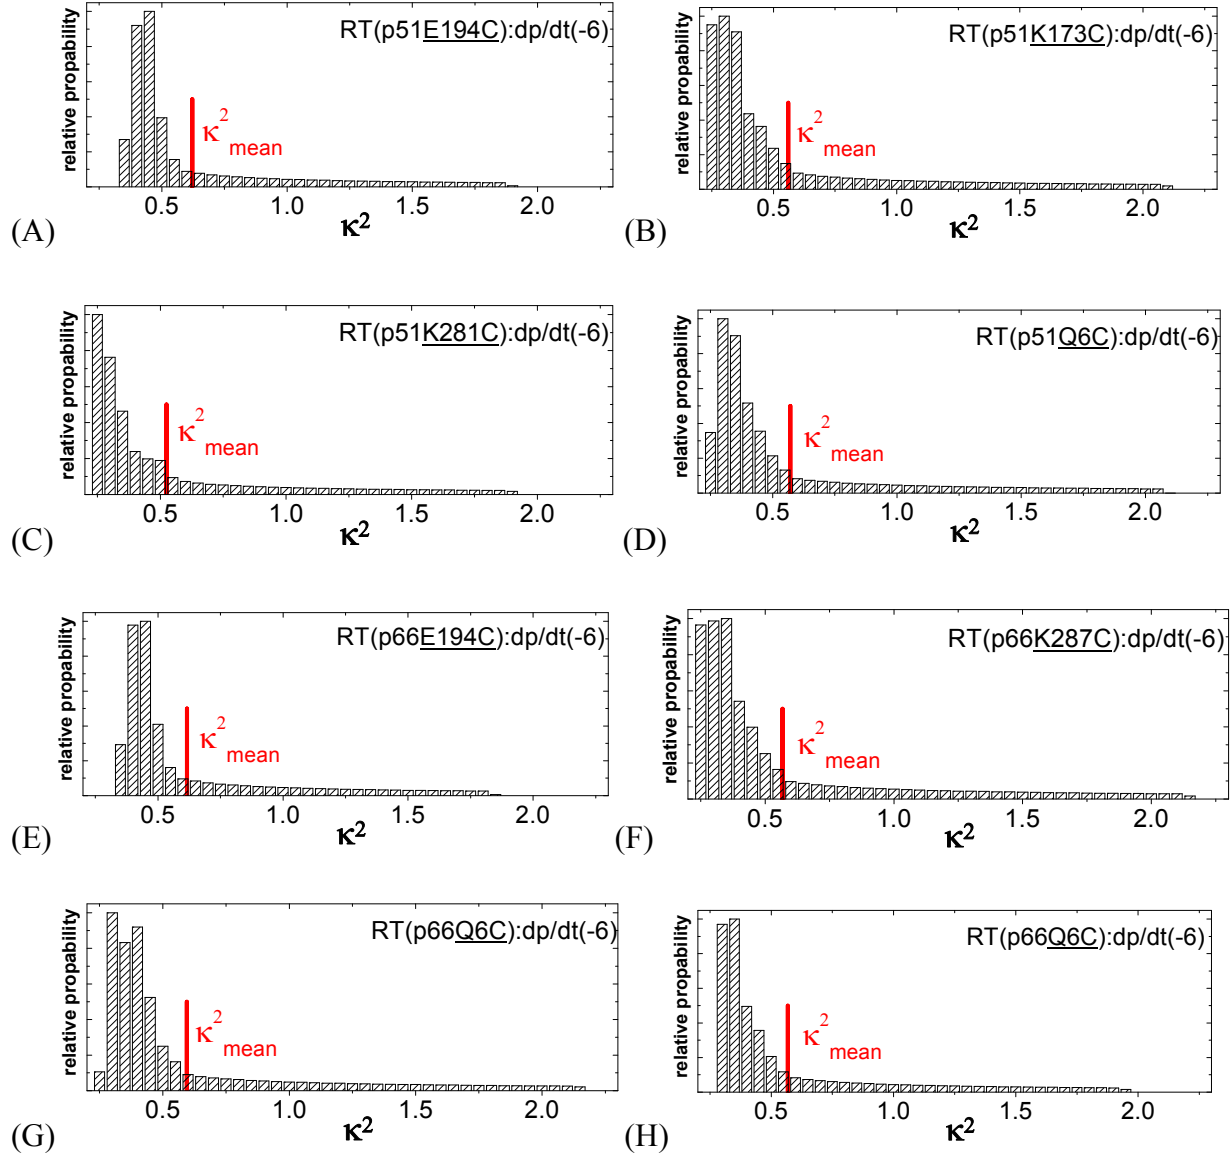 relative propability
RT(p51E194C):dp/dt(-6)
κ²mean
0.5 1.0 1.5 2.0
κ²
(A)
relative propability
RT(p51K173C):dp/dt(-6)
κ²mean
0.5 1.0 1.5 2.0
κ²
(B)
relative propability
RT(p51K281C):dp/dt(-6)
κ²mean
0.5 1.0 1.5 2.0
κ²
(C)
relative propability
RT(p51Q6C):dp/dt(-6)
κ²mean
0.5 1.0 1.5 2.0
κ²
(D)
relative propability
RT(p66E194C):dp/dt(-6)
κ²mean
0.5 1.0 1.5 2.0
κ²
(E)
relative propability
RT(p66K287C):dp/dt(-6)
κ²mean
0.5 1.0 1.5 2.0
κ²
(F)
relative propability
RT(p66Q6C):dp/dt(-6)
κ²mean
0.5 1.0 1.5 2.0
κ²
(G)
relative propability
RT(p66Q6C):dp/dt(-6)
κ²mean
0.5 1.0 1.5 2.0
κ²
(H)